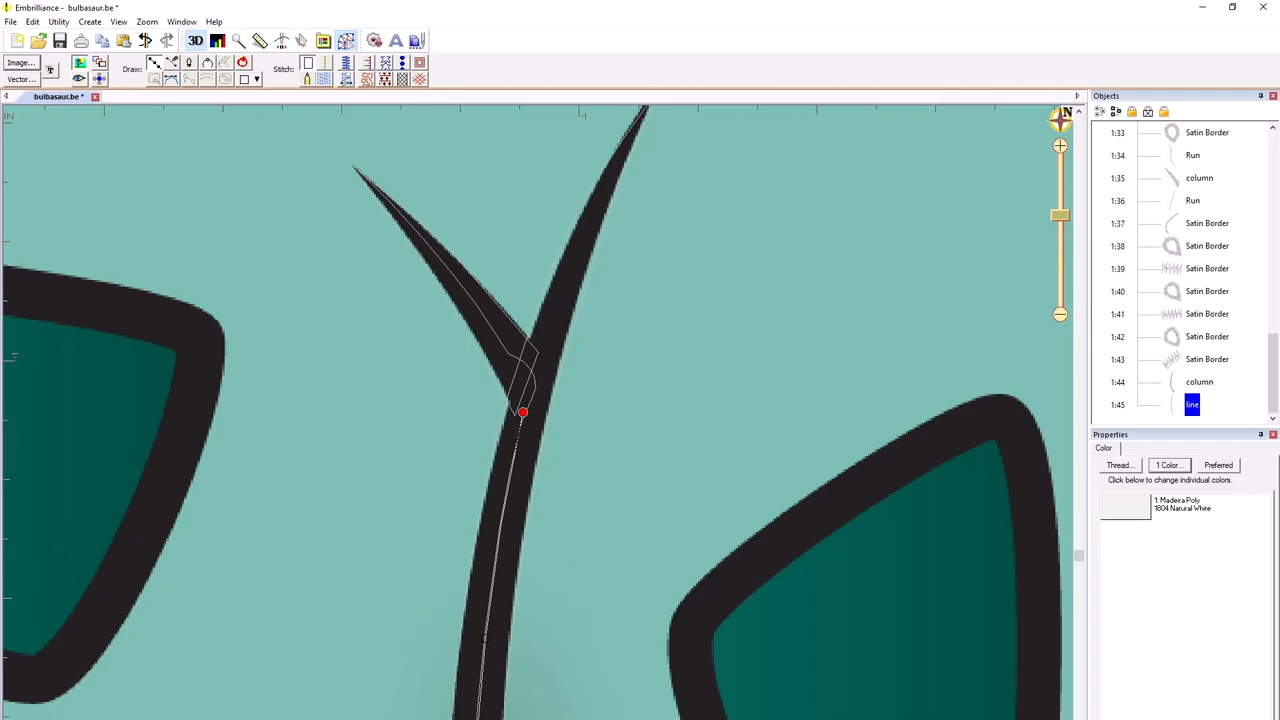 Embrilliance - bulbasaur.be *
File Edit Utility Create View Zoom Window Help
3D
Image... T Draw: Stitch:
Vector...
bulbasaur.be * Objects
IN -1 N
1:33 Satin Border
1:34 Run
1:35 column
1:36 Run
1:37 Satin Border
1:38 Satin Border
1:39 Satin Border
1:40 Satin Border
1:41 Satin Border
1:42 Satin Border
1:43 Satin Border
1:44 column
1:45 line
Properties
Color
Thread... 1 Color... Preferred
Click below to change individual colors.
1: Madeira Poly
1804 Natural White